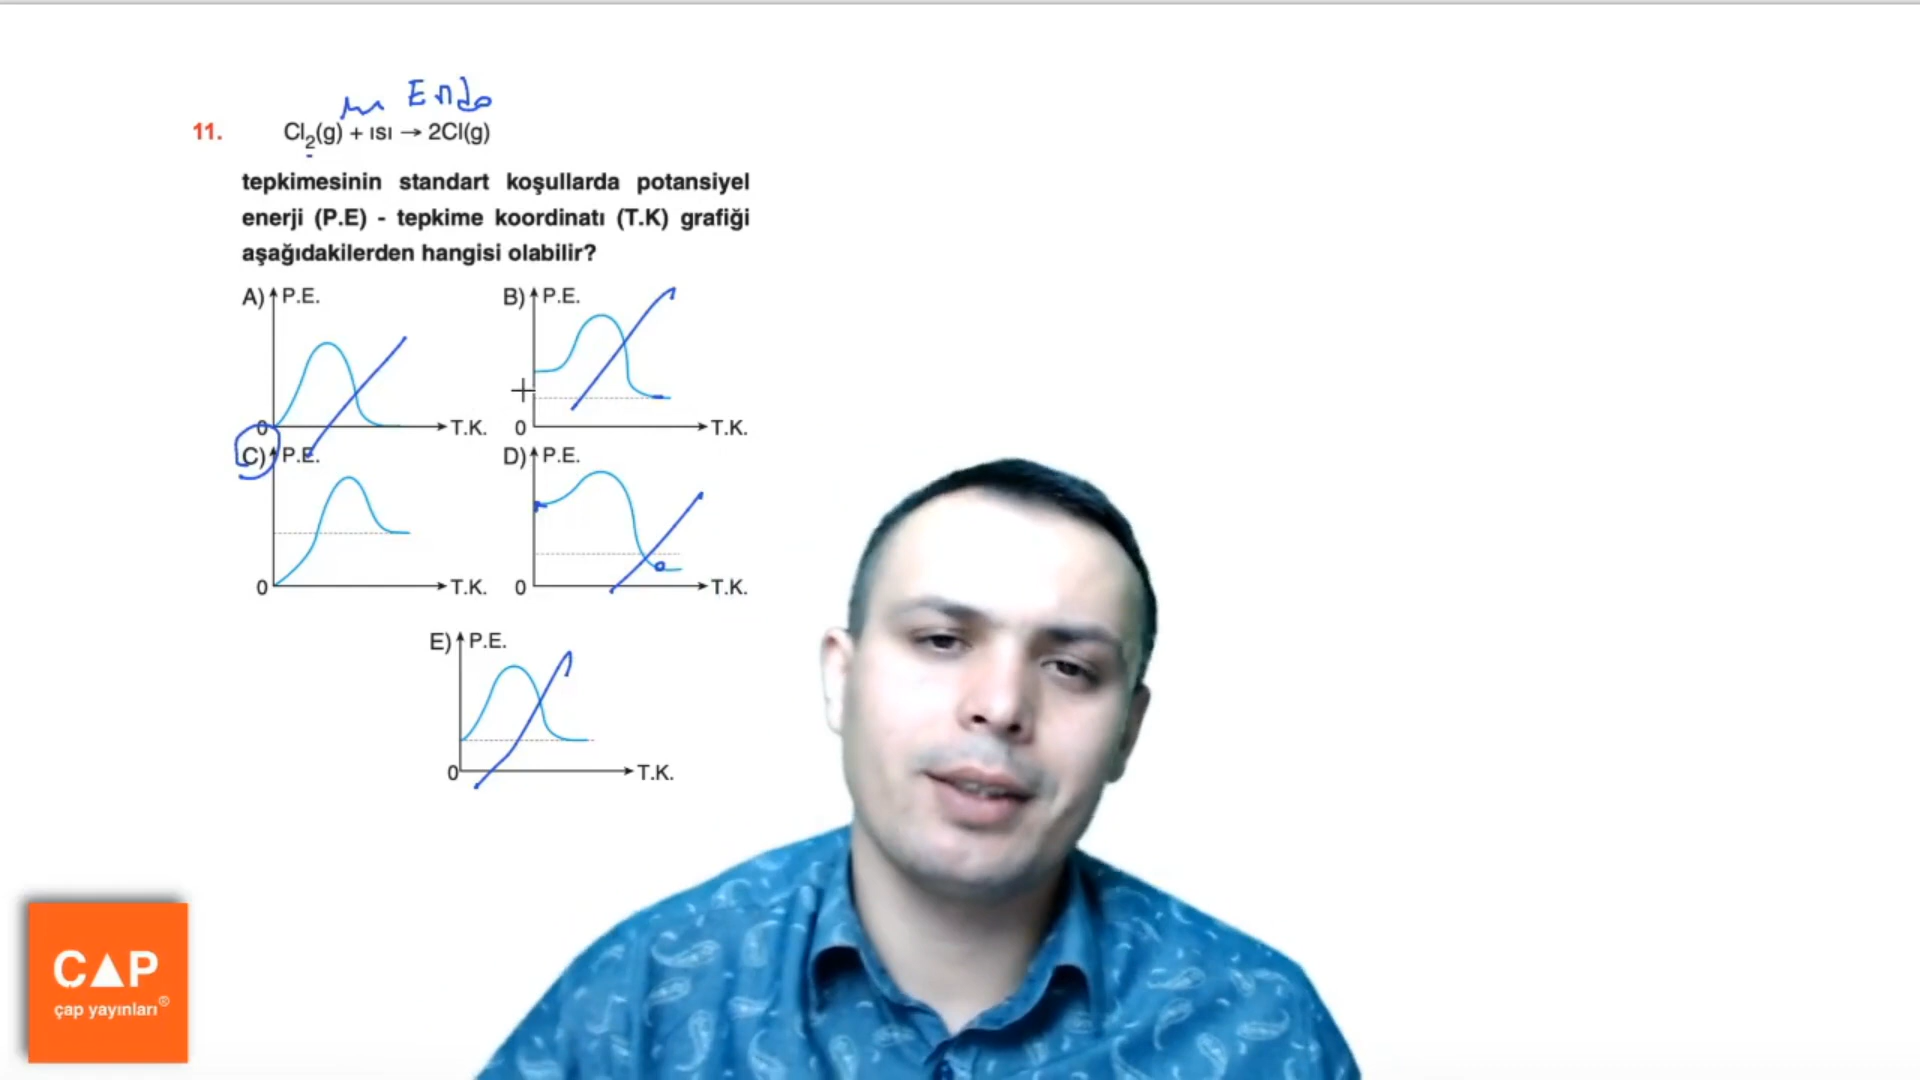 Endo
11. Cl₂(g) + ısı → 2Cl(g)
tepkimesinin standart koşullarda potansiyel
enerji (P.E) - tepkime koordinatı (T.K) grafiği
aşağıdakilerden hangisi olabilir?
A) P.E.
0 T.K.
B) P.E.
0 T.K.
C) P.E.
0 T.K.
D) P.E.
0 T.K.
E) P.E.
0 T.K.
ÇAP
çap yayınları®